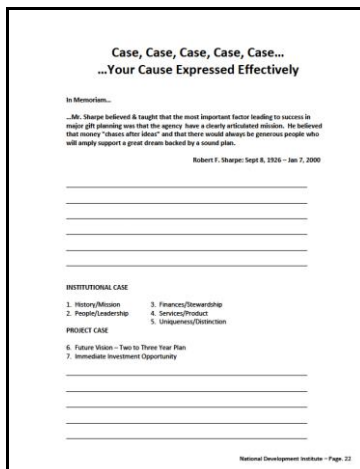 Case, Case, Case, Case, Case...
...Your Cause Expressed Effectively
In Memoriam...
...Mr. Sharpe believed & taught that the most important factor leading to success in
major gift planning was that the agency have a clearly articulated mission. He believed
that money "chases after ideas" and that there would always be generous people who
will amply support a great dream backed by a sound plan.
Robert F. Sharpe: Sept 8, 1926 – Jan 7, 2000
INSTITUTIONAL CASE
1. History/Mission 3. Finances/Stewardship
2. People/Leadership 4. Services/Product
5. Uniqueness/Distinction
PROJECT CASE
6. Future Vision – Two to Three Year Plan
7. Immediate Investment Opportunity
National Development Institute – Page. 22